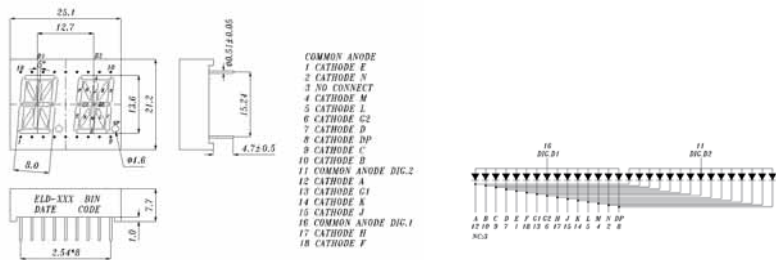 25.1
12.7
D1
D2
18
10
13.6
21.2
1
9
8.0
Φ1.6
Φ0.51±0.05
15.24
4.7±0.5
ELD-XXX BIN
DATE CODE
7.7
1.0
2.54*8
COMMON ANODE
1 CATHODE E
2 CATHODE N
3 NO CONNECT
4 CATHODE M
5 CATHODE L
6 CATHODE G2
7 CATHODE D
8 CATHODE DP
9 CATHODE C
10 CATHODE B
11 COMMON ANODE DIG.2
12 CATHODE A
13 CATHODE G1
14 CATHODE K
15 CATHODE J
16 COMMON ANODE DIG.1
17 CATHODE H
18 CATHODE F
16
DIG.D1
11
DIG.D2
A B C D E F G1 G2 H J K L M N DP
12 10 9 7 1 18 13 6 17 15 14 5 4 2 8
NC:3